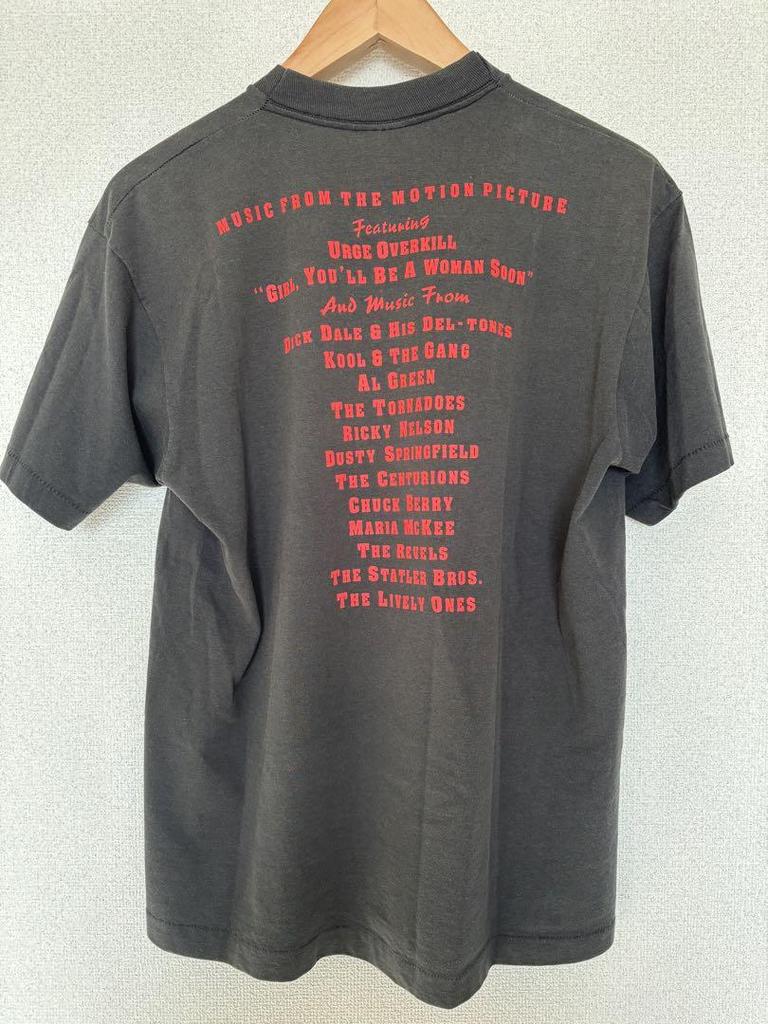 MUSIC FROM THE MOTION PICTURE
Featuring
URGE OVERKILL
"GIRL, YOU'LL BE A WOMAN SOON"
And Music From
DICK DALE & HIS DEL-TONES
KOOL & THE GANG
AL GREEN
THE TORNADOES
RICKY NELSON
DUSTY SPRINGFIELD
THE CENTURIONS
CHUCK BERRY
MARIA MCKEE
THE REVELS
THE STATLER BROS.
THE LIVELY ONES